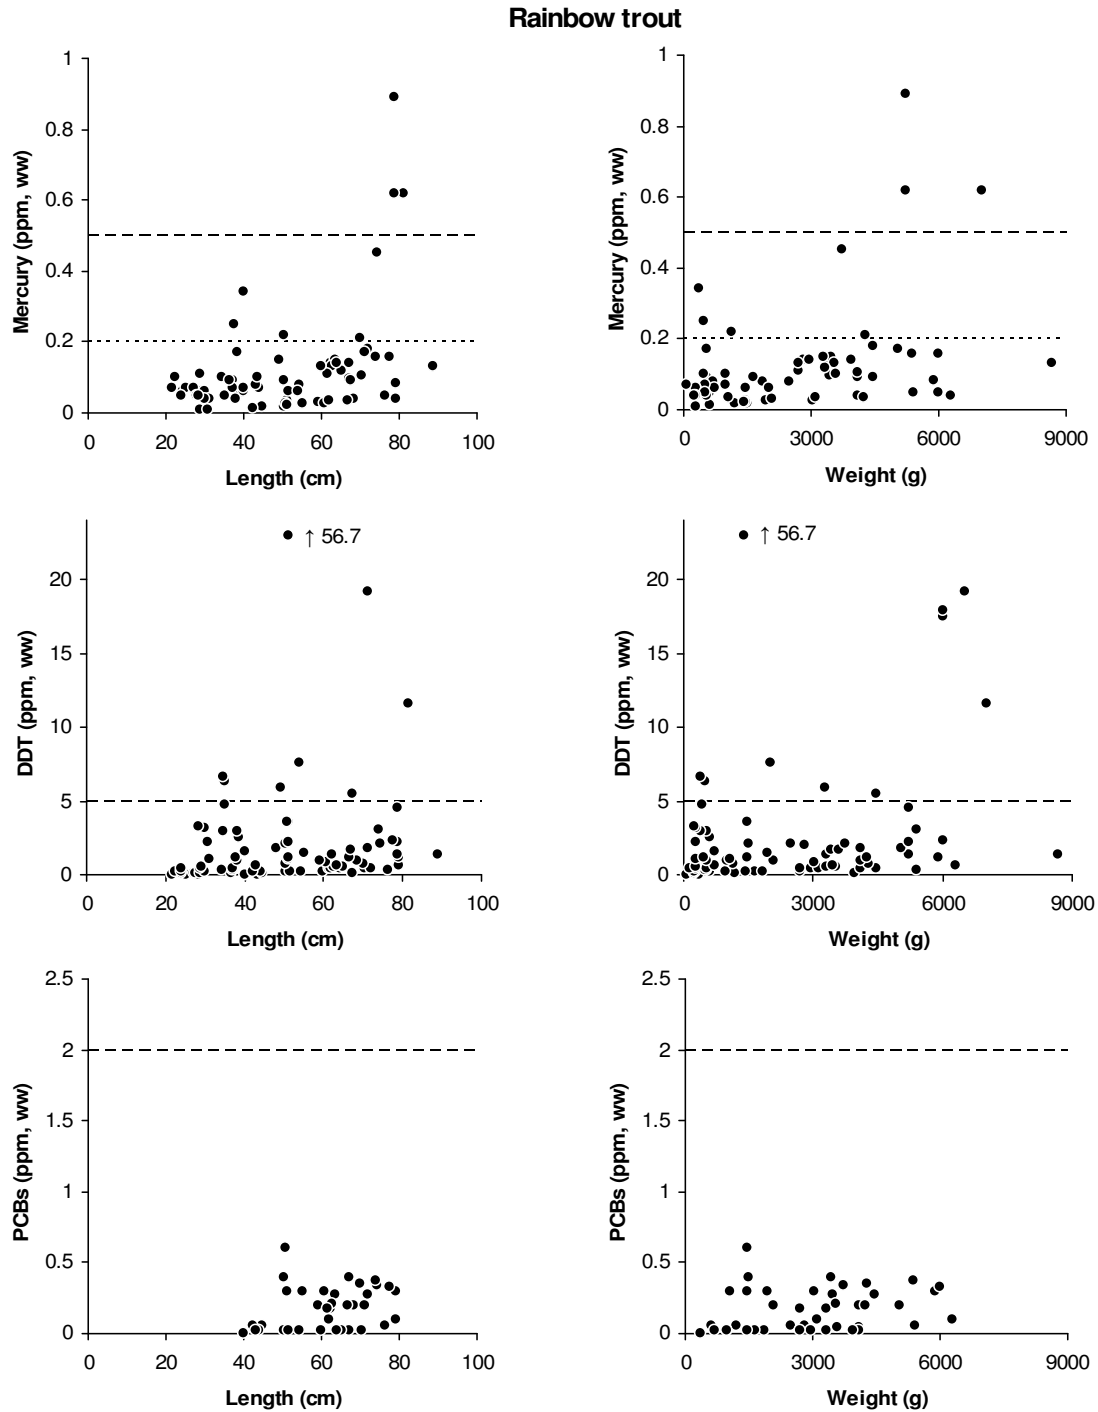 Rainbow trout
1
0.8
0.6
0.4
0.2
0
Mercury (ppm, ww)
0 20 40 60 80 100
Length (cm)
1
0.8
0.6
0.4
0.2
0
Mercury (ppm, ww)
0 3000 6000 9000
Weight (g)
↑ 56.7
20
15
10
5
0
DDT (ppm, ww)
0 20 40 60 80 100
Length (cm)
↑ 56.7
20
15
10
5
0
DDT (ppm, ww)
0 3000 6000 9000
Weight (g)
2.5
2
1.5
1
0.5
0
PCBs (ppm, ww)
0 20 40 60 80 100
Length (cm)
2.5
2
1.5
1
0.5
0
PCBs (ppm, ww)
0 3000 6000 9000
Weight (g)